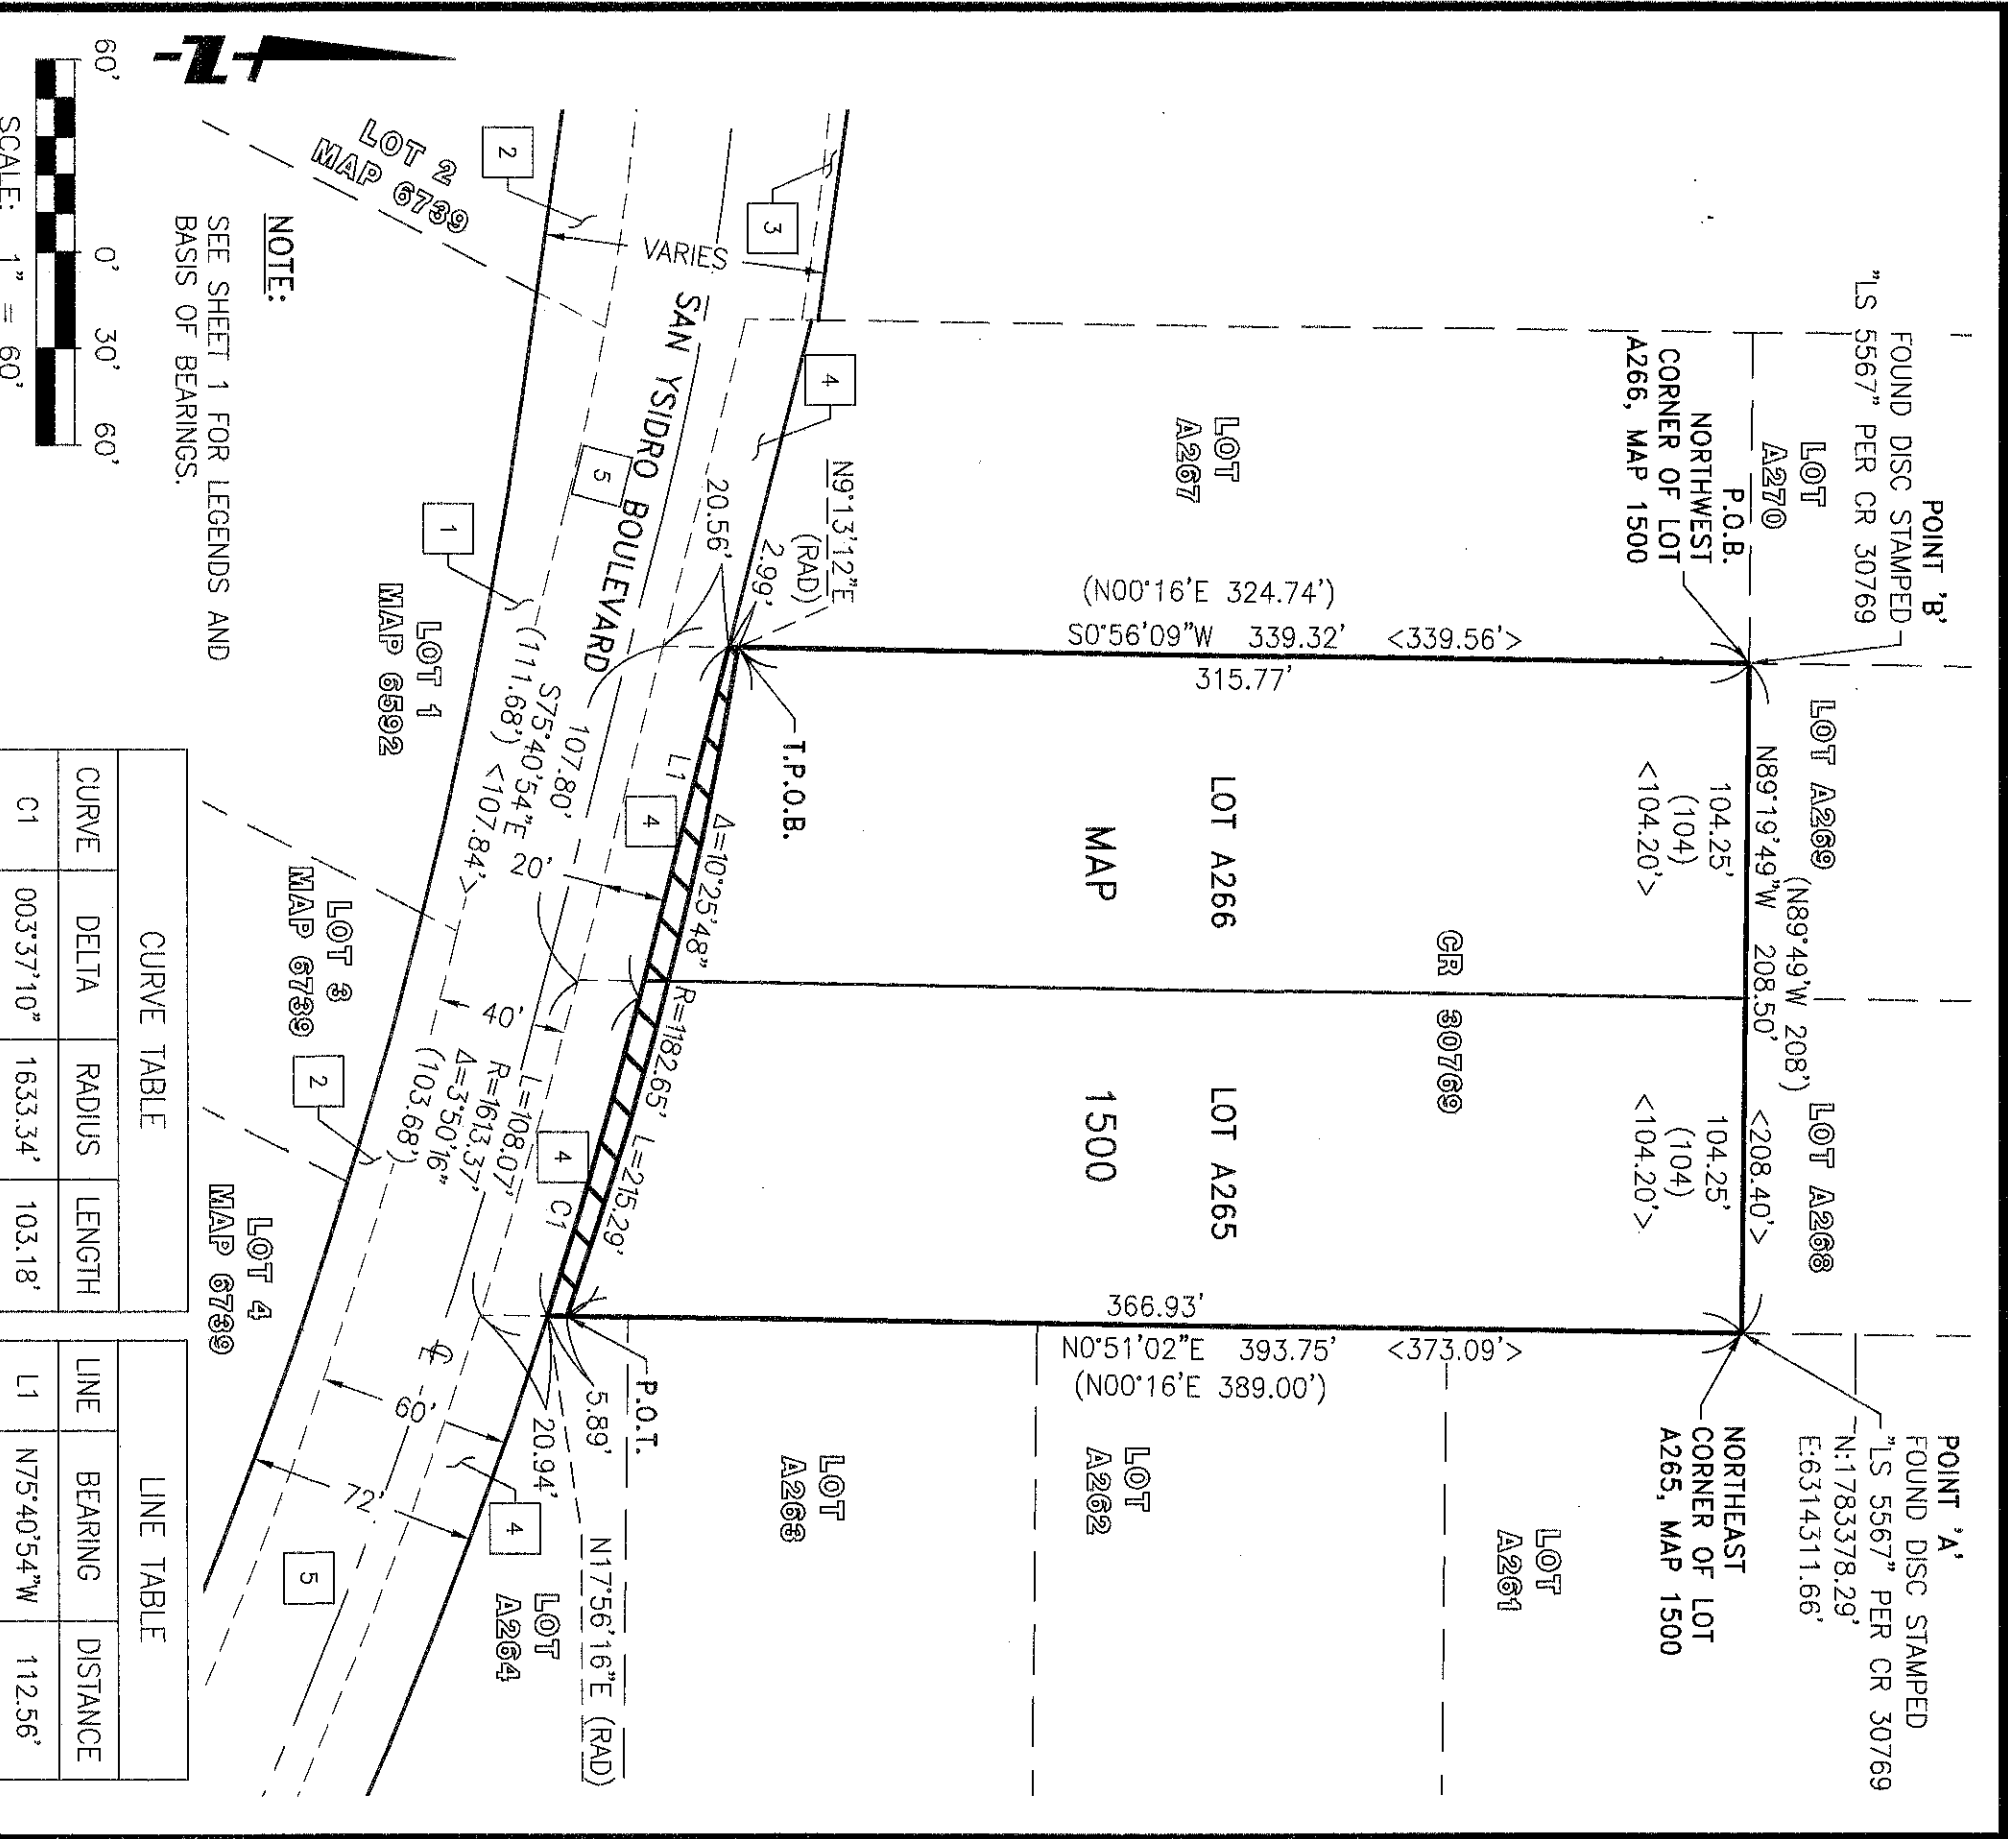 POINT 'B'
FOUND DISC STAMPED
"LS 5567" PER CR 30769
LOT
A270
P.O.B.
NORTHWEST
CORNER OF LOT
A266, MAP 1500
POINT 'A'
FOUND DISC STAMPED
"LS 5567" PER CR 30769
N:1783378.29'
E:6314311.66'
NORTHEAST
CORNER OF LOT
A265, MAP 1500
LOT A269
LOT A268
(N89°49'W 208')
N89°19'49"W 208.50'
<208.40'>
104.25'
(104)
<104.20'>
104.25'
(104)
<104.20'>
LOT
A261
CR 30769
LOT
A267
LOT A266
LOT A265
MAP 1500
LOT
A262
(N00°16'E 324.74')
S0°56'09"W 339.32' <339.56'>
315.77'
366.93'
N0°51'02"E 393.75' <373.09'>
(N00°16'E 389.00')
LOT
A263
N9°13'12"E
(RAD)
2.99'
20.56'
T.P.O.B.
4
3
VARIES
2
SAN YSIDRO BOULEVARD
5
L1
4
Δ=10°25'48" R=1182.65' L=215.29'
107.80'
S75°40'54"E
(111.68') <107.84'>
20'
40'
L=108.07'
R=1613.37'
Δ=3°50'16"
(103.68')
4
C1
P.O.T.
5.89'
20.94'
N17°56'16"E (RAD)
60'
72'
4
5
LOT
A264
1
2
LOT 2
MAP 6739
LOT 1
MAP 6592
LOT 3
MAP 6739
LOT 4
MAP 6739
NOTE:
SEE SHEET 1 FOR LEGENDS AND
BASIS OF BEARINGS.
60' 0' 30' 60'
SCALE: 1" = 60'
CURVE TABLE
CURVE DELTA RADIUS LENGTH
C1 003°37'10" 1633.34' 103.18'
LINE TABLE
LINE BEARING DISTANCE
L1 N75°40'54"W 112.56'